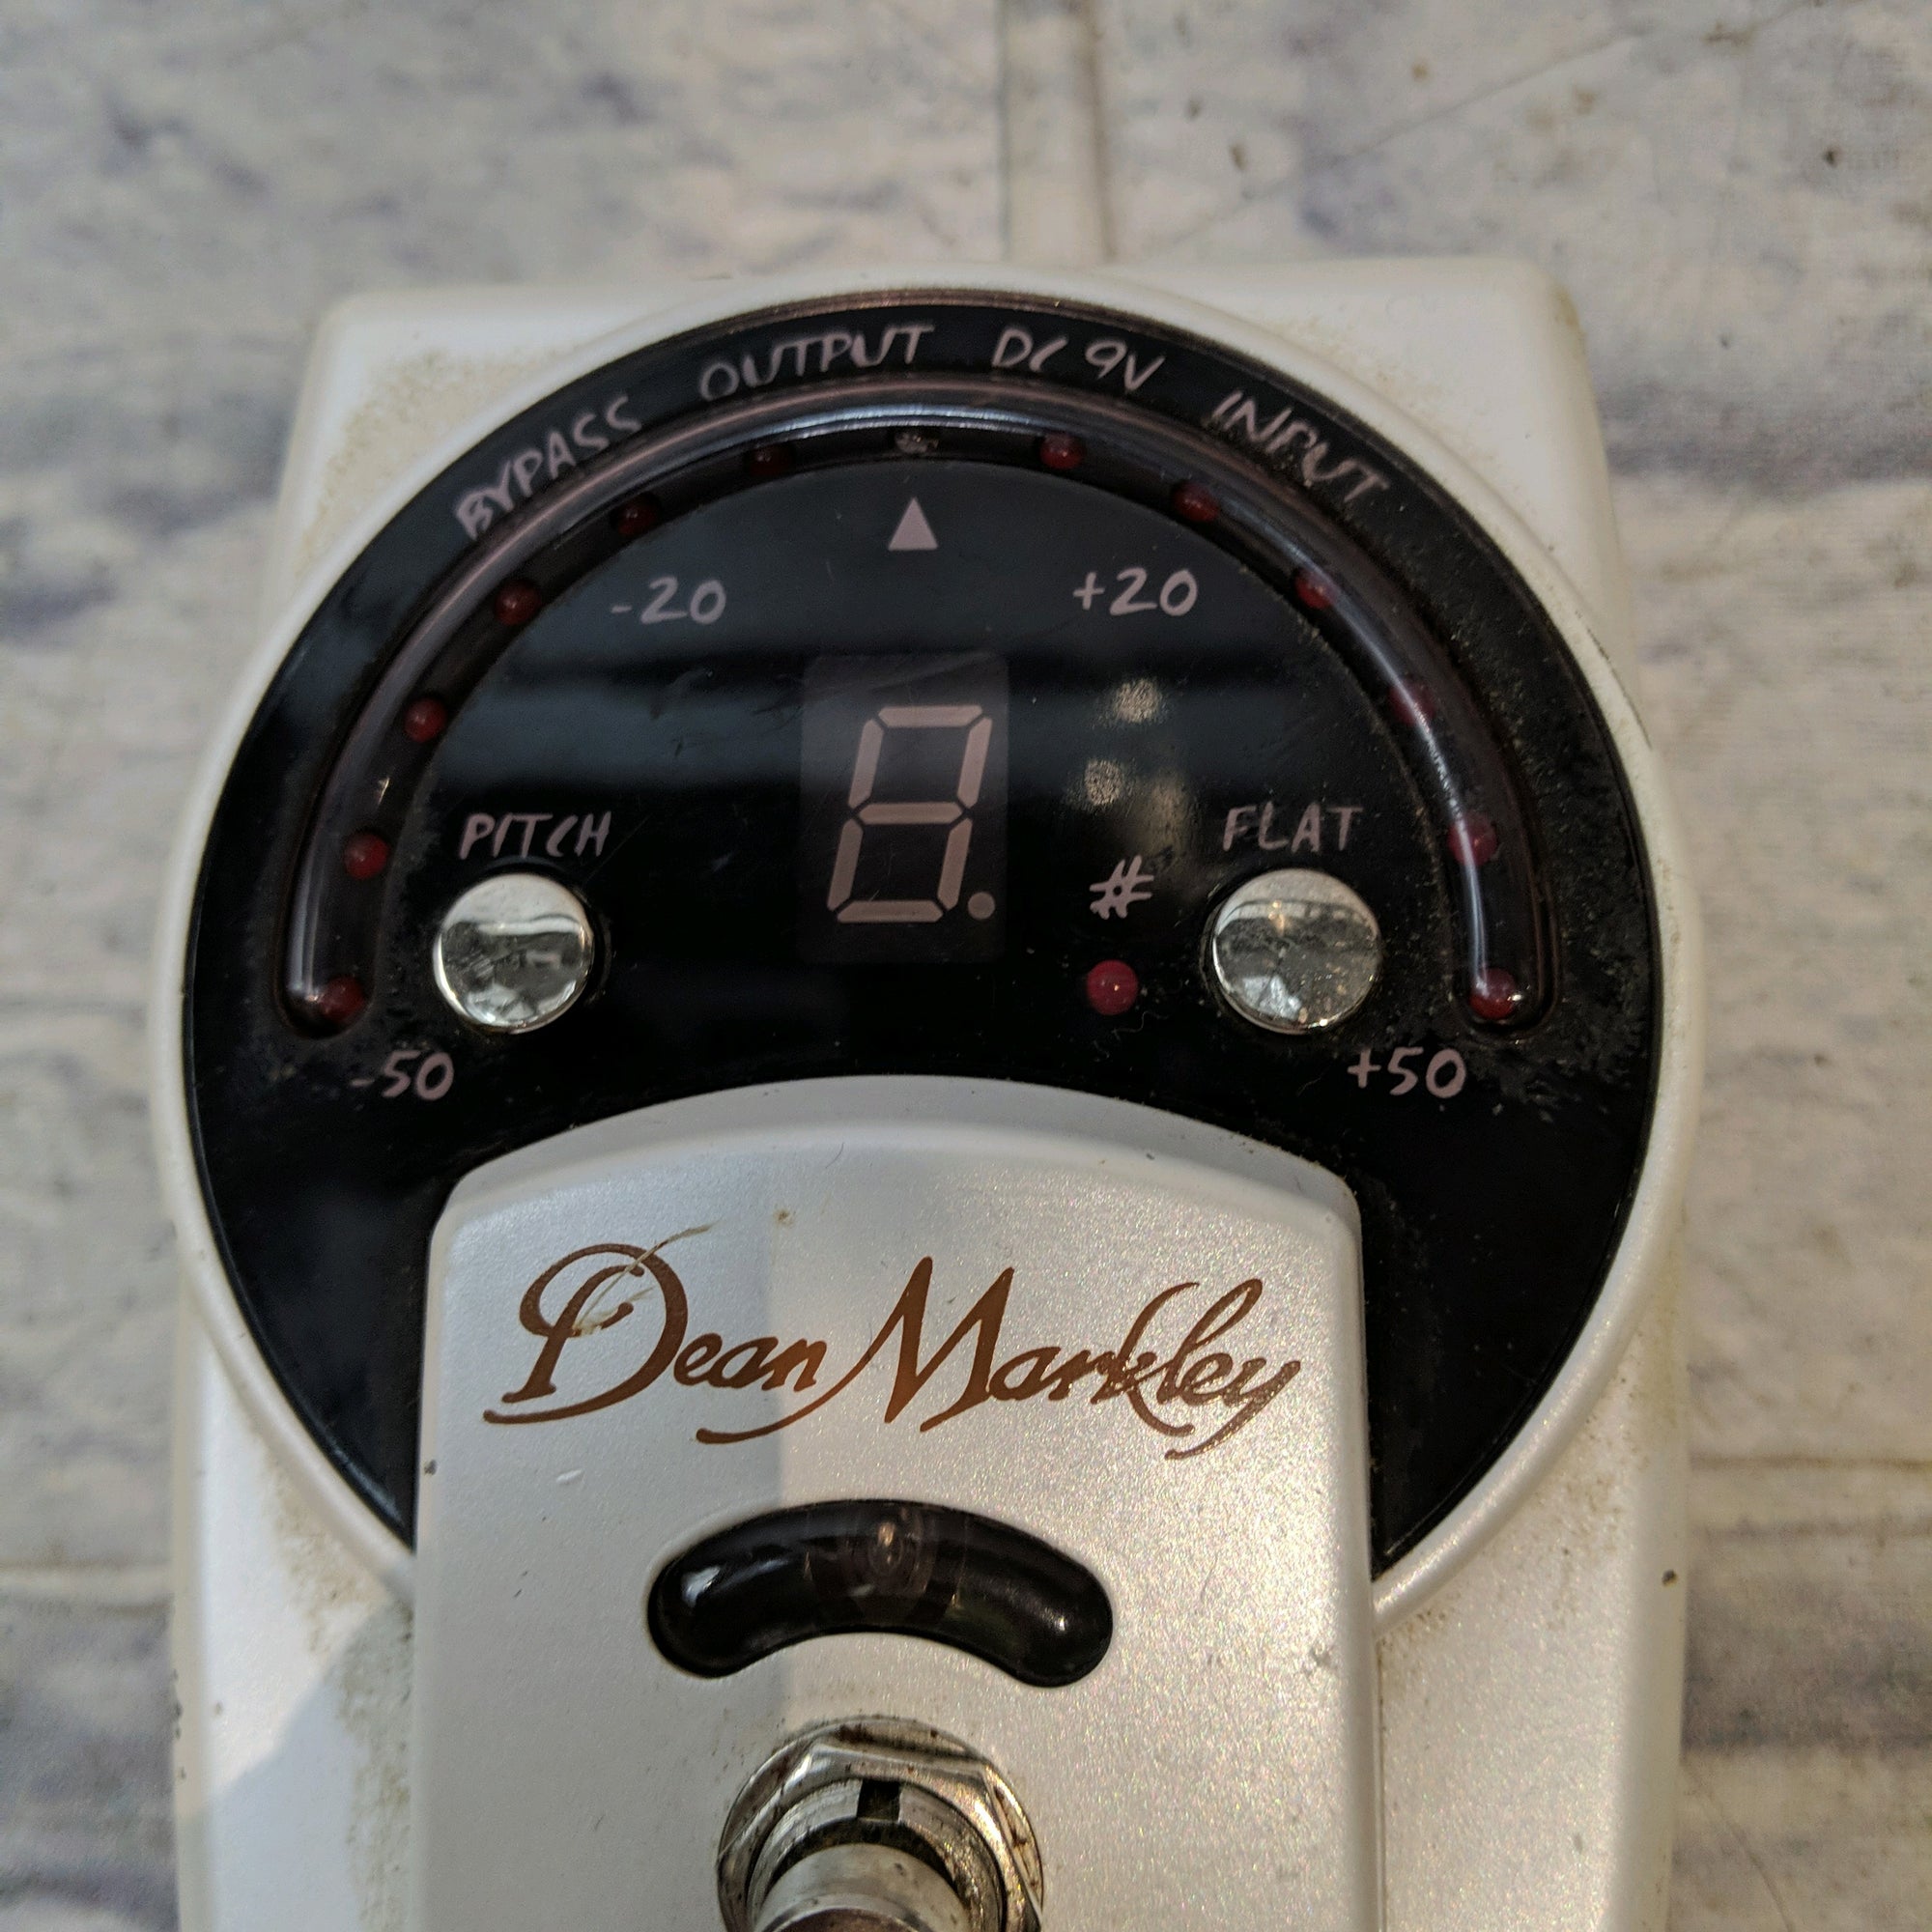 BYPASS OUTPUT DC 9V INPUT
-20 +20
PITCH FLAT
#
-50 +50
Dean Markley